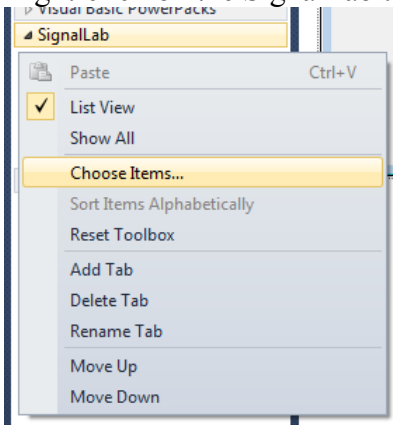 Visual Basic PowerPacks
SignalLab
Paste Ctrl+V
List View
Show All
Choose Items...
Sort Items Alphabetically
Reset Toolbox
Add Tab
Delete Tab
Rename Tab
Move Up
Move Down